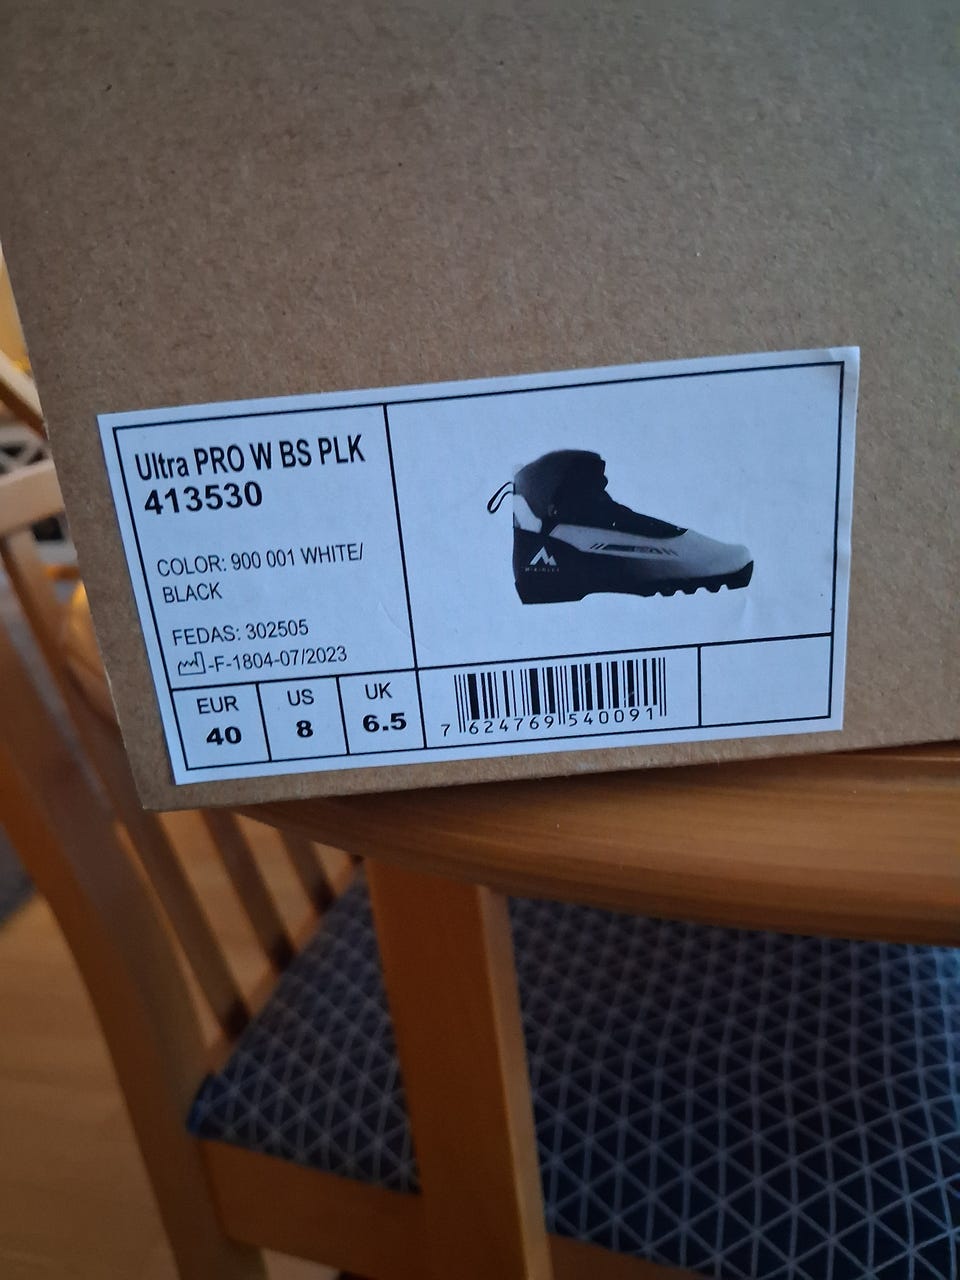 Ultra PRO W BS PLK
413530
COLOR: 900 001 WHITE/
BLACK
FEDAS: 302505
-F-1804-07/2023
EUR
40
US
8
UK
6.5
7 624769 540091